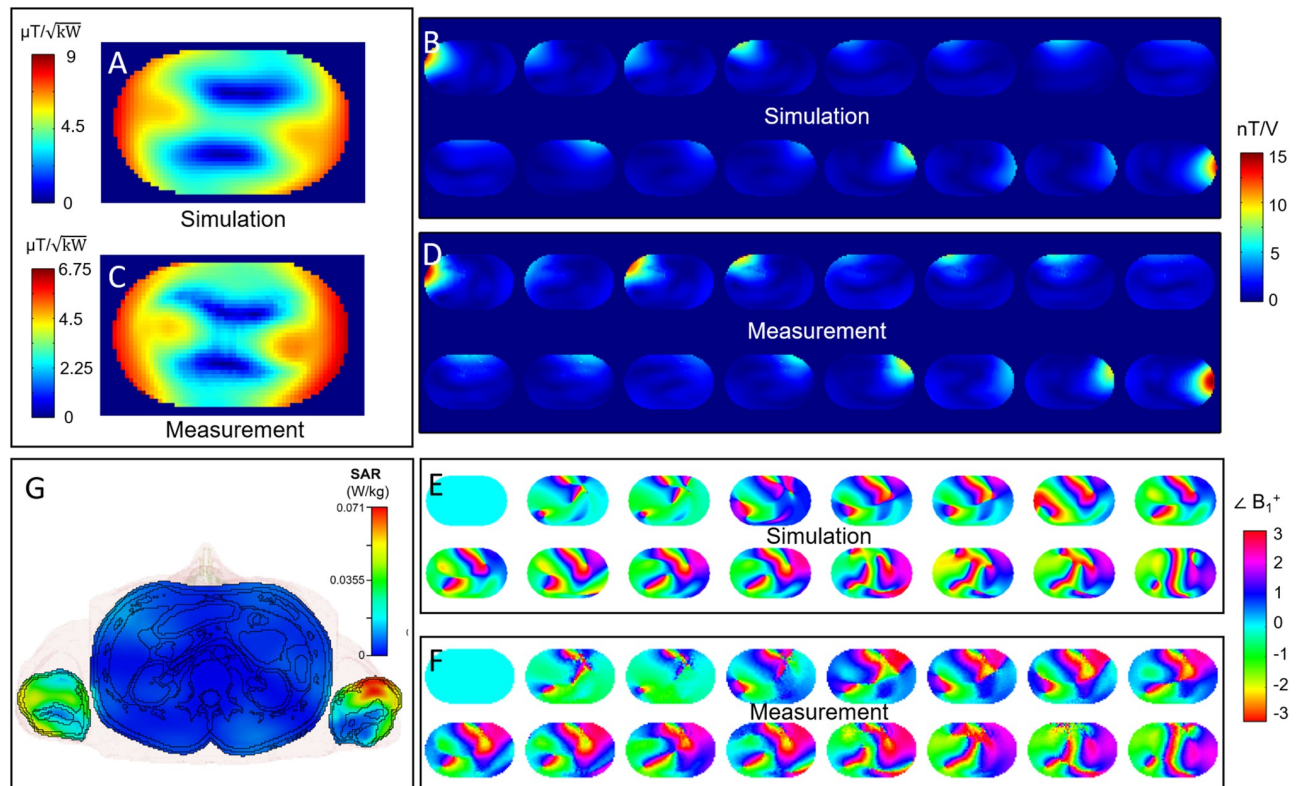 μT/√kW
9
4.5
0
A
Simulation
μT/√kW
6.75
4.5
2.25
0
C
Measurement
B
Simulation
D
Measurement
nT/V
15
10
5
0
G
SAR
(W/kg)
0.071
0.0355
0
E
Simulation
F
Measurement
∠ B₁⁺
3
2
1
0
-1
-2
-3